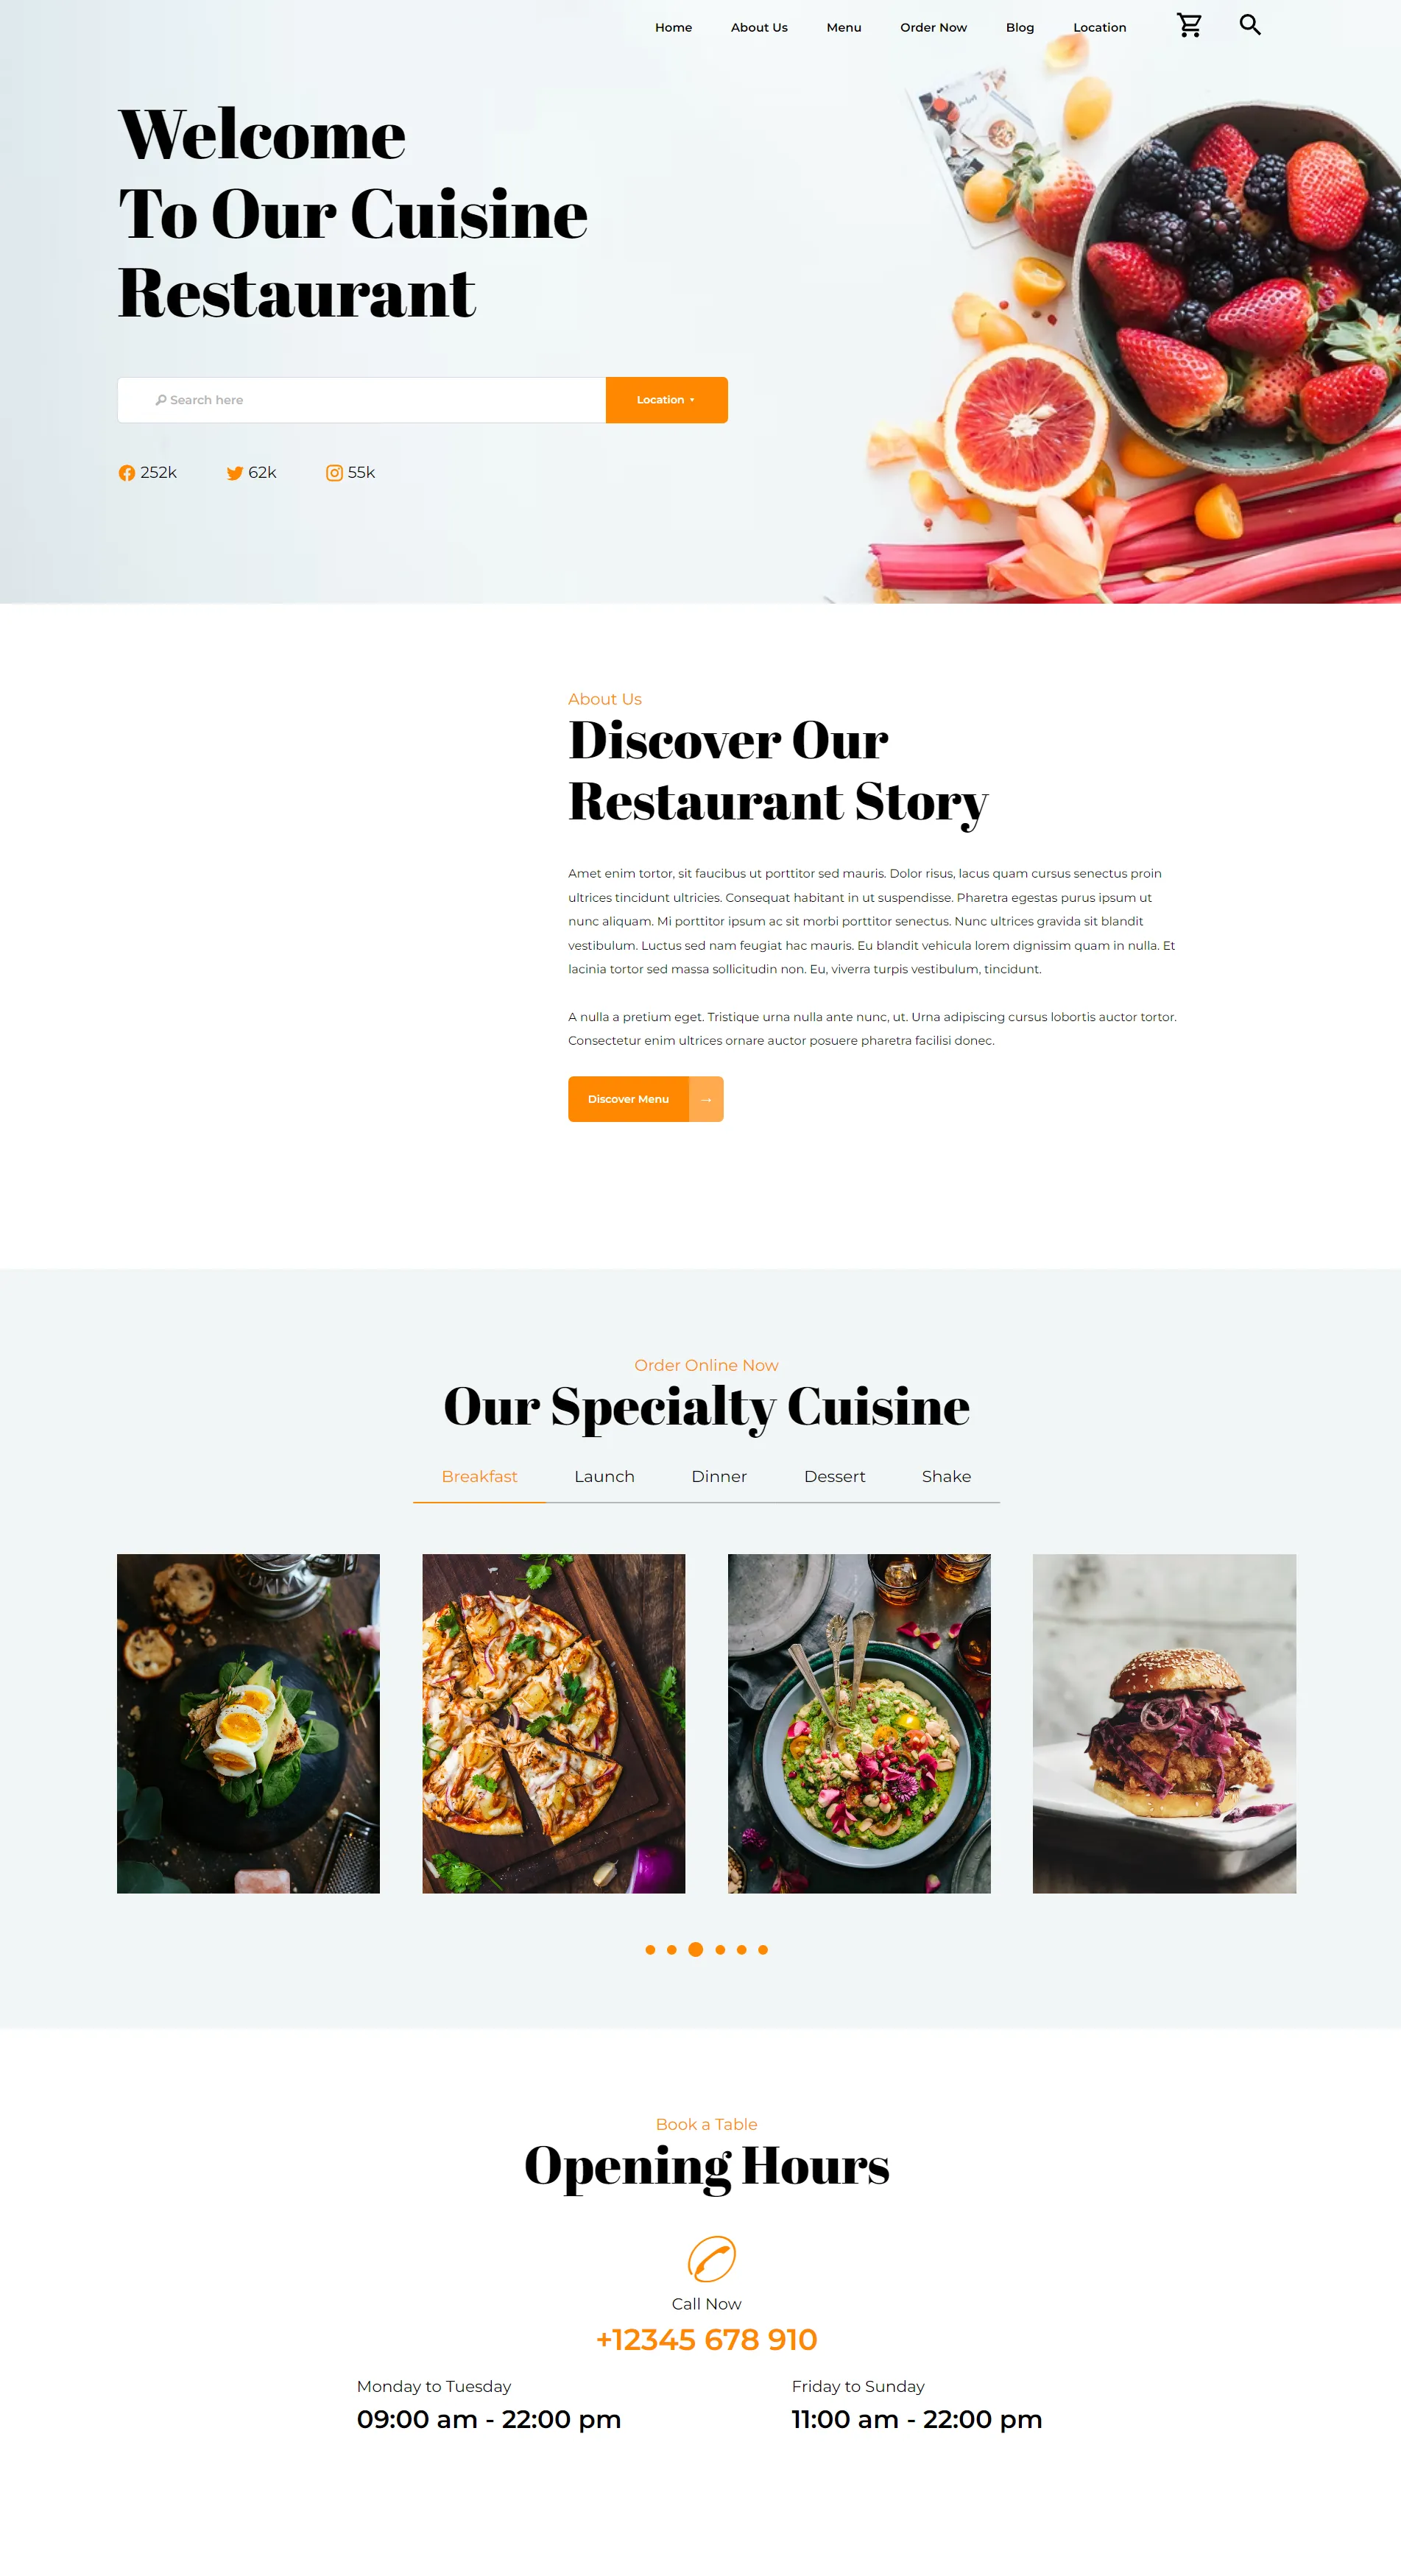 Home About Us Menu Order Now Blog Location
Welcome
To Our Cuisine
Restaurant
Search here
Location
252k 62k 55k
About Us
Discover Our
Restaurant Story
Amet enim tortor, sit faucibus ut porttitor sed mauris. Dolor risus, lacus quam cursus senectus proin
ultrices tincidunt ultricies. Consequat habitant in ut suspendisse. Pharetra egestas purus ipsum ut
nunc aliquam. Mi porttitor ipsum ac sit morbi porttitor senectus. Nunc ultrices gravida sit blandit
vestibulum. Luctus sed nam feugiat hac mauris. Eu blandit vehicula lorem dignissim quam in nulla. Et
lacinia tortor sed massa sollicitudin non. Eu, viverra turpis vestibulum, tincidunt.
A nulla a pretium eget. Tristique urna nulla ante nunc, ut. Urna adipiscing cursus lobortis auctor tortor.
Consectetur enim ultrices ornare auctor posuere pharetra facilisi donec.
Discover Menu →
Order Online Now
Our Specialty Cuisine
Breakfast Launch Dinner Dessert Shake
Book a Table
Opening Hours
Call Now
+12345 678 910
Monday to Tuesday
09:00 am - 22:00 pm
Friday to Sunday
11:00 am - 22:00 pm